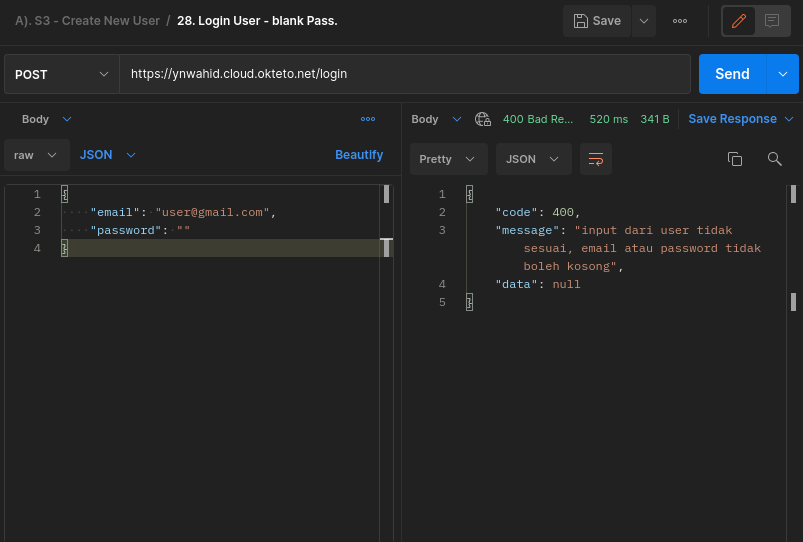 A). S3 - Create New User / 28. Login User - blank Pass.
Save
POST
https://ynwahid.cloud.okteto.net/login
Send
Body
raw
JSON
Beautify
1 {
2 "email": "user@gmail.com",
3 "password": ""
4 }
Body
400 Bad Re...
520 ms
341 B
Save Response
Pretty
JSON
1 {
2 "code": 400,
3 "message": "input dari user tidak
sesuai, email atau password tidak
boleh kosong",
4 "data": null
5 }